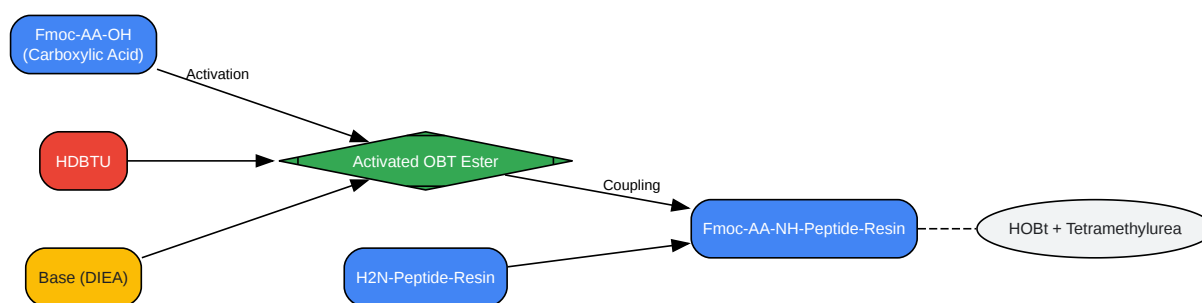 Fmoc-AA-OH
(Carboxylic Acid)
Activation
HDBTU
Activated OBT Ester
Coupling
Fmoc-AA-NH-Peptide-Resin
HOBt + Tetramethylurea
Base (DIEA)
H2N-Peptide-Resin